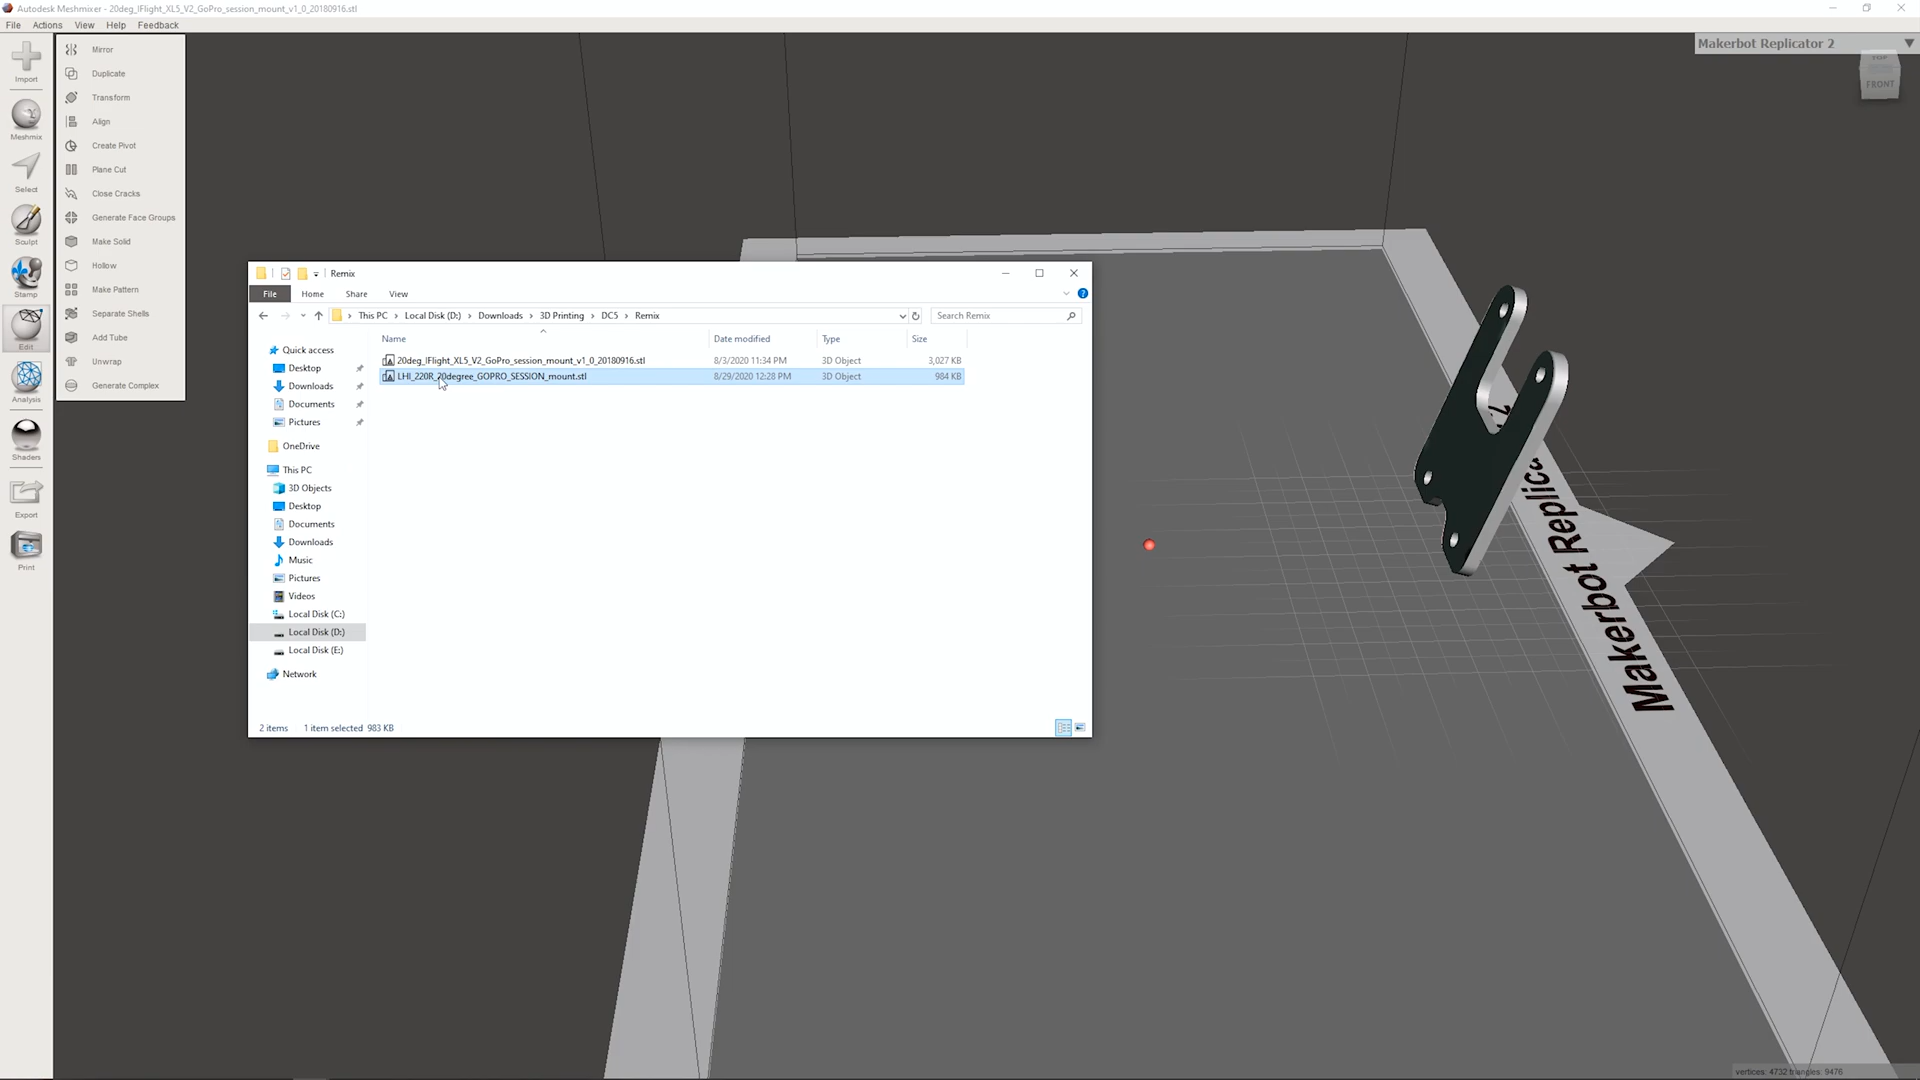 Autodesk Meshmixer - 20deg_IFlight_XL5_V2_GoPro_session_mount_v1_0_20180916.stl
File Actions View Help Feedback
Import
Meshmix
Select
Sculpt
Stamp
Edit
Analysis
Shaders
Export
Print
Mirror
Duplicate
Transform
Align
Create Pivot
Plane Cut
Close Cracks
Generate Face Groups
Make Solid
Hollow
Make Pattern
Separate Shells
Add Tube
Unwrap
Generate Complex
Makerbot Replicator 2
TOP
FRONT
Remix
File Home Share View
This PC > Local Disk (D:) > Downloads > 3D Printing > DC5 > Remix
Search Remix
Name Date modified Type Size
20deg_IFlight_XL5_V2_GoPro_session_mount_v1_0_20180916.stl 8/3/2020 11:34 PM 3D Object 3,027 KB
LHI_220R_20degree_GOPRO_SESSION_mount.stl 8/29/2020 12:28 PM 3D Object 984 KB
Quick access
Desktop
Downloads
Documents
Pictures
OneDrive
This PC
3D Objects
Desktop
Documents
Downloads
Music
Pictures
Videos
Local Disk (C:)
Local Disk (D:)
Local Disk (E:)
Network
2 items 1 item selected 983 KB
Makerbot Replica
vertices: 4732 triangles: 9476